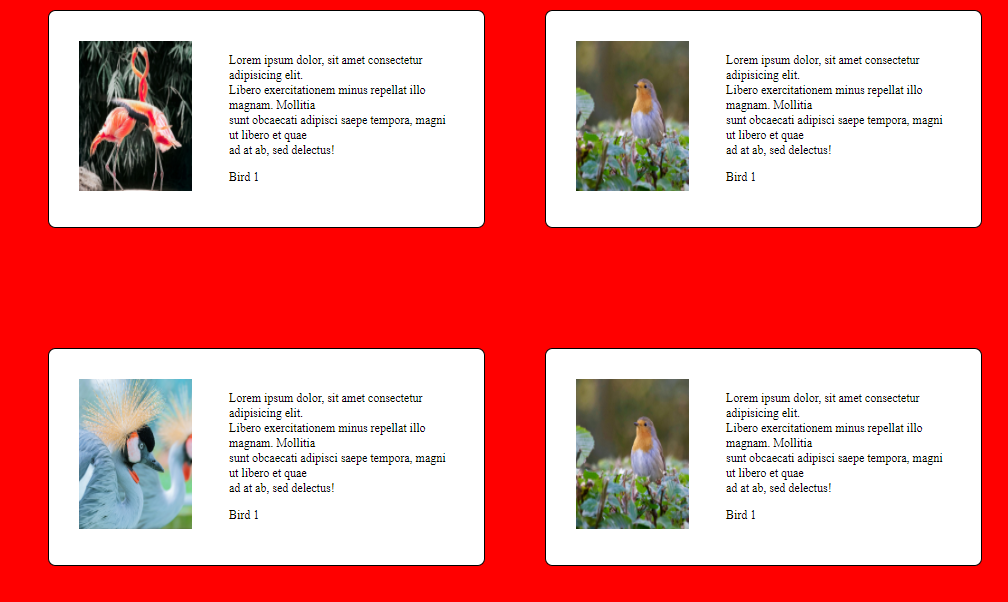 Lorem ipsum dolor, sit amet consectetur
adipisicing elit.
Libero exercitationem minus repellat illo
magnam. Mollitia
sunt obcaecati adipisci saepe tempora, magni
ut libero et quae
ad at ab, sed delectus!
Bird 1
Lorem ipsum dolor, sit amet consectetur
adipisicing elit.
Libero exercitationem minus repellat illo
magnam. Mollitia
sunt obcaecati adipisci saepe tempora, magni
ut libero et quae
ad at ab, sed delectus!
Bird 1
Lorem ipsum dolor, sit amet consectetur
adipisicing elit.
Libero exercitationem minus repellat illo
magnam. Mollitia
sunt obcaecati adipisci saepe tempora, magni
ut libero et quae
ad at ab, sed delectus!
Bird 1
Lorem ipsum dolor, sit amet consectetur
adipisicing elit.
Libero exercitationem minus repellat illo
magnam. Mollitia
sunt obcaecati adipisci saepe tempora, magni
ut libero et quae
ad at ab, sed delectus!
Bird 1